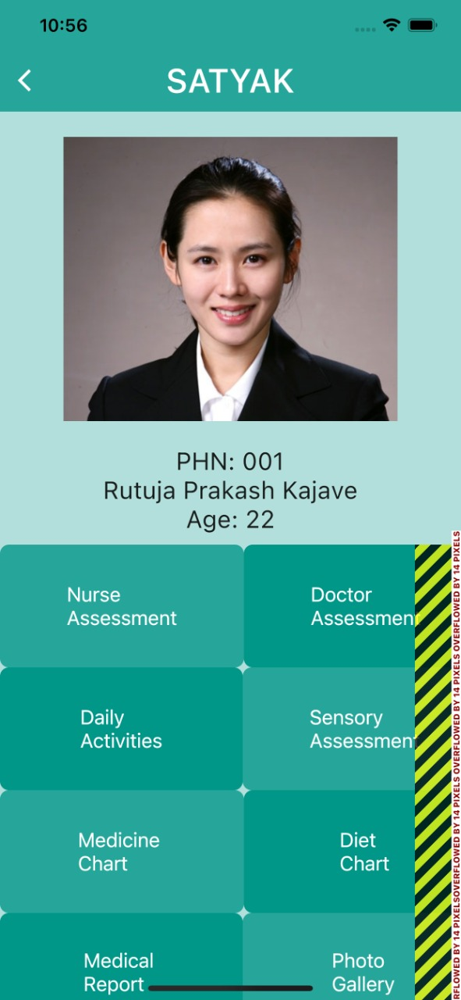 10:56
SATYAK
PHN: 001
Rutuja Prakash Kajave
Age: 22
Nurse
Assessment
Doctor
Assessment
Daily
Activities
Sensory
Assessment
Medicine
Chart
Diet
Chart
Medical
Report
Photo
Gallery
RFLOWED BY 14 PIXELSOVERFLOWED BY 14 PIXELS OVERFLOWED BY 14 PIXELS OVERFLOWED BY 14 PIXELS